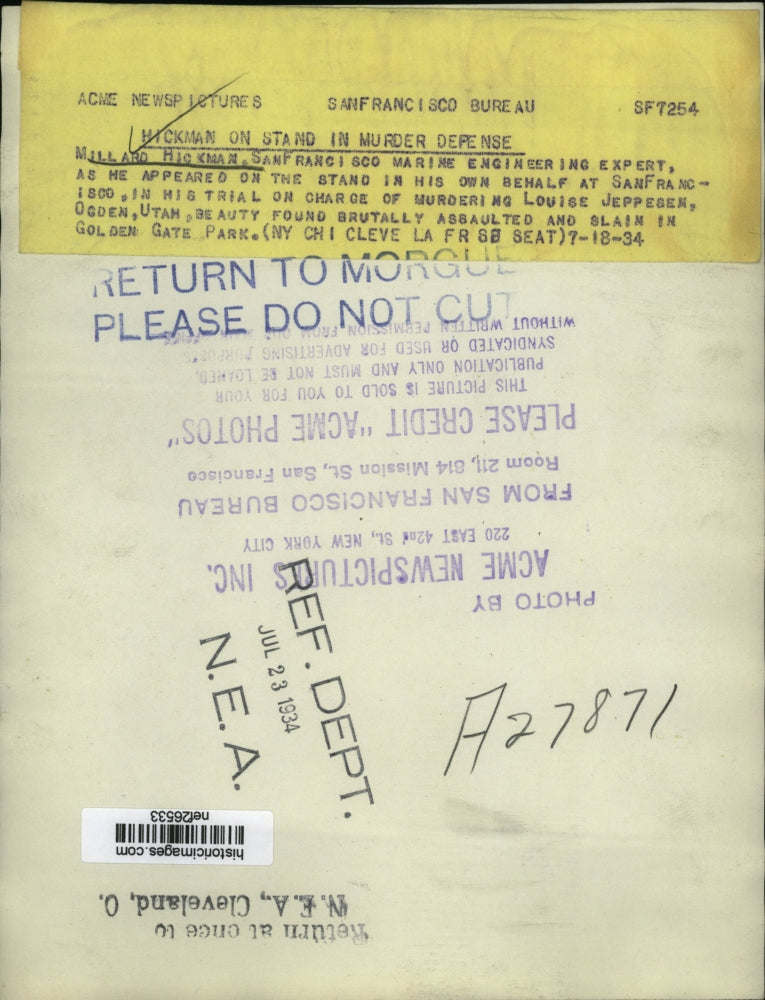 ACME NEWSPICTURES SANFRANCISCO BUREAU SF7254
HICKMAN ON STAND IN MURDER DEFENSE
MILLARD HICKMAN, SANFRANCISCO MARINE ENGINEERING EXPERT,
AS HE APPEARED ON THE STAND IN HIS OWN BEHALF AT SANFRANC-
ISCO, IN HIS TRIAL ON CHARGE OF MURDERING LOUISE JEPPESEN,
OGDEN, UTAH, BEAUTY FOUND BRUTALLY ASSAULTED AND SLAIN IN
GOLDEN GATE PARK. (NY CHI CLEVE LA FR SB SEAT) 7-18-34
RETURN TO MORGUE
PLEASE DO NOT CUT
PHOTO BY
ACME NEWSPICTURES INC.
220 EAST 42nd St., NEW YORK CITY
FROM SAN FRANCISCO BUREAU
Room 211, 814 Mission St., San Francisco
PLEASE CREDIT "ACME PHOTOS"
THIS PICTURE IS SOLD TO YOU FOR YOUR
PUBLICATION ONLY AND MUST NOT BE LOANED,
SYNDICATED OR USED FOR ADVERTISING PURPOSES
WITHOUT WRITTEN PERMISSION FROM
REF. DEPT.
JUL 23 1934
N.E.A.
A27871
historicimages.com
nef26533
Return at once to
N.E.A., Cleveland, O.